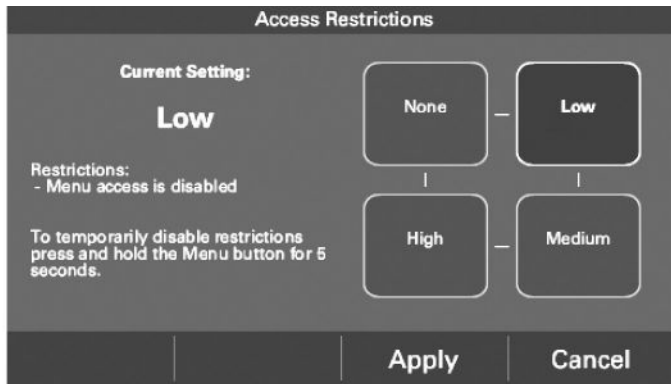 Access Restrictions
Current Setting:
Low
Restrictions:
- Menu access is disabled
To temporarily disable restrictions
press and hold the Menu button for 5
seconds.
None
Low
High
Medium
Apply
Cancel